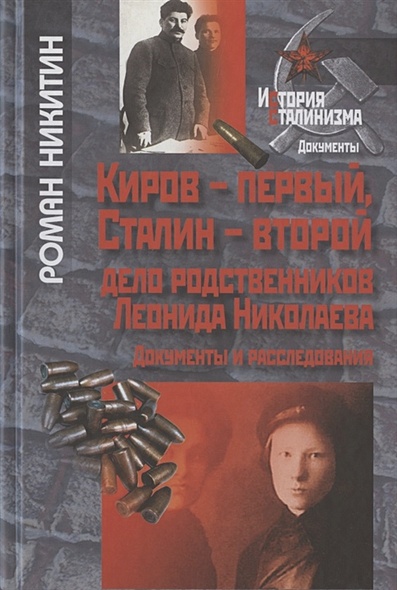 РОМАН НИКИТИН
История
Сталинизма
Документы
Киров – первый,
Сталин – второй
дело родственников
Леонида Николаева
Документы и расследования